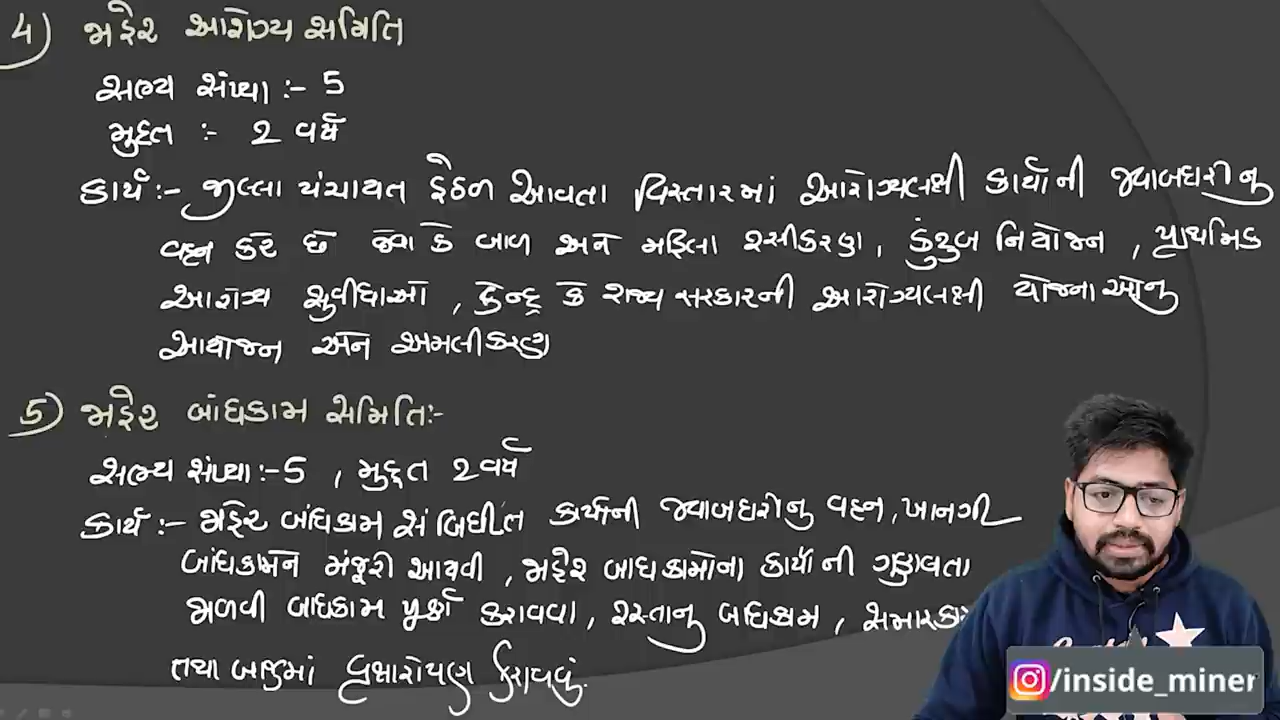 4) જાહેર આરોગ્ય સમિતિ
સભ્ય સંખ્યા :- 5
મુદ્દત :- 2 વર્ષ
કાર્ય :- જીલ્લા પંચાયત હેઠળ આવતા વિસ્તારમાં આરોગ્યલક્ષી કાર્યોની જવાબદારીનુ
વહન કરે છે જેવા કે બાળ અને મહિલા રસીકરણ, કુંટુબ નિયોજન, પ્રાથમિક
આરોગ્ય સુવીધાઓ, કેન્દ્ર કે રાજ્ય સરકારની આરોગ્યલક્ષી યોજનાઓનુ
આયોજન અને અમલીકરણ
5) જાહેર બાંધકામ સમિતિ:-
સભ્ય સંખ્યા :- 5, મુદ્દત 2 વર્ષ
કાર્ય :- જાહેર બાંધકામ સંબિધીત કાર્યોની જવાબદારીનુ વહન, ખાનગી
બાંધકામને મંજૂરી આપવી, જાહેર બાંધકામોના કાર્યોની ગુણવતા
જાળવી બાંધકામ પૂર્ણ કરાવવા, રસ્તાનુ બાંધકામ, સમારકા
તથા બાજુમાં વૃક્ષારોપણ કરાવવું.
/inside_miner